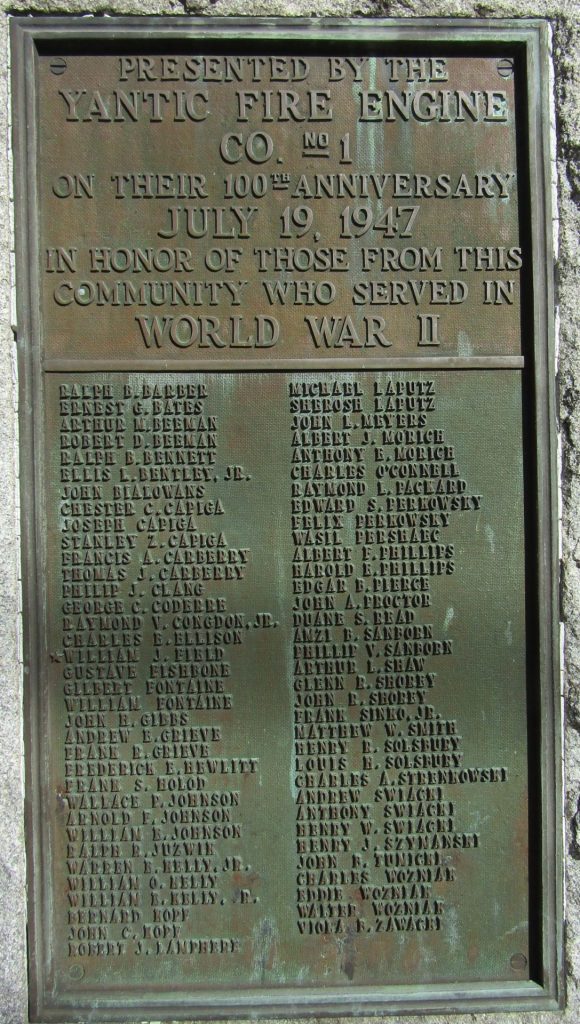 PRESENTED BY THE
YANTIC FIRE ENGINE
CO. NO 1
ON THEIR 100TH ANNIVERSARY
JULY 19, 1947
IN HONOR OF THOSE FROM THIS
COMMUNITY WHO SERVED IN
WORLD WAR II
RALPH B. BARBER
ERNEST G. BATES
ARTHUR M. BEEMAN
ROBERT D. BEEMAN
RALPH B. BENNETT
ELLIS L. BENTLEY, JR.
JOHN BIALOWANS
CHESTER C. CAPIGA
JOSEPH CAPIGA
STANLEY Z. CAPIGA
FRANCIS A. CARBERRY
THOMAS J. CARBERRY
PHILIP J. CLANG
GEORGE C. CODERRE
RAYMOND V. CONGDON, JR.
CHARLES E. ELLISON
WILLIAM J. FIELD
GUSTAVE FISHBONE
GILBERT FONTAINE
WILLIAM FONTAINE
JOHN H. GIBBS
ANDREW E. GRIEVE
FRANK R. GRIEVE
FREDERICK E. HEWLITT
FRANK S. HOLOD
WALLACE P. JOHNSON
ARNOLD F. JOHNSON
WILLIAM E. JOHNSON
RALPH R. JUZWIK
WARREN E. KELLY, JR.
WILLIAM O. KELLY
WILLIAM E. KELLY, JR.
BERNARD KOPF
JOHN C. KOPF
ROBERT J. LAMPHERE
MICHAEL LAPUTZ
SHEROSH LAPUTZ
JOHN L. MEYERS
ALBERT J. MORICH
ANTHONY E. MORICH
CHARLES O'CONNELL
RAYMOND L. PACKARD
EDWARD S. PERKOWSKY
FELIX PERKOWSKY
WASIL PERSHAEC
ALBERT F. PHILLIPS
HAROLD E. PHILLIPS
EDGAR B. PIERCE
JOHN A. PROCTOR
DUANE S. READ
AMZI B. SANBORN
PHILLIP V. SANBORN
ARTHUR L. SHAW
GLENN R. SHOREY
JOHN R. SHOREY
FRANK SINKO, JR.
MATTHEW W. SMITH
HENRY R. SOLSBURY
LOUIS H. SOLSBURY
CHARLES A. STRENKOWSKI
ANDREW SWIACKI
ANTHONY SWIACKI
HENRY W. SWIACKI
HENRY J. SZYMANSKI
JOHN B. TUNICKI
CHARLES WOZNIAK
EDDIE WOZNIAK
WALTER WOZNIAK
VIOLA R. ZAWACKI